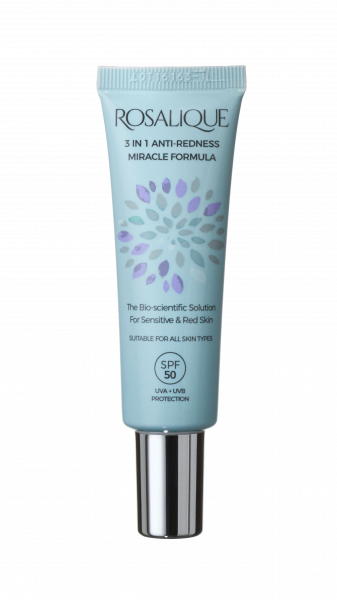 ROSALIQUE
3 IN 1 ANTI-REDNESS
MIRACLE FORMULA
The Bio-scientific Solution
For Sensitive & Red Skin
SUITABLE FOR ALL SKIN TYPES
SPF
50
UVA + UVB
PROTECTION